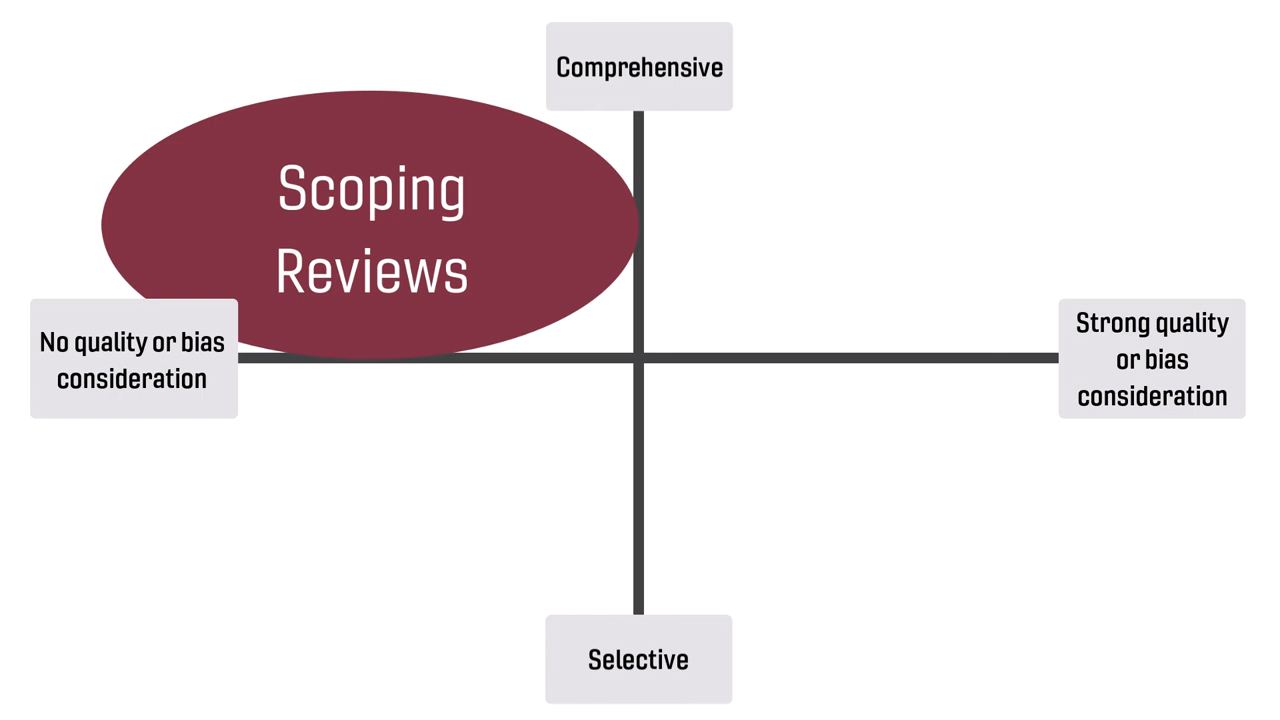 Comprehensive
Scoping
Reviews
No quality or bias
consideration
Strong quality
or bias
consideration
Selective